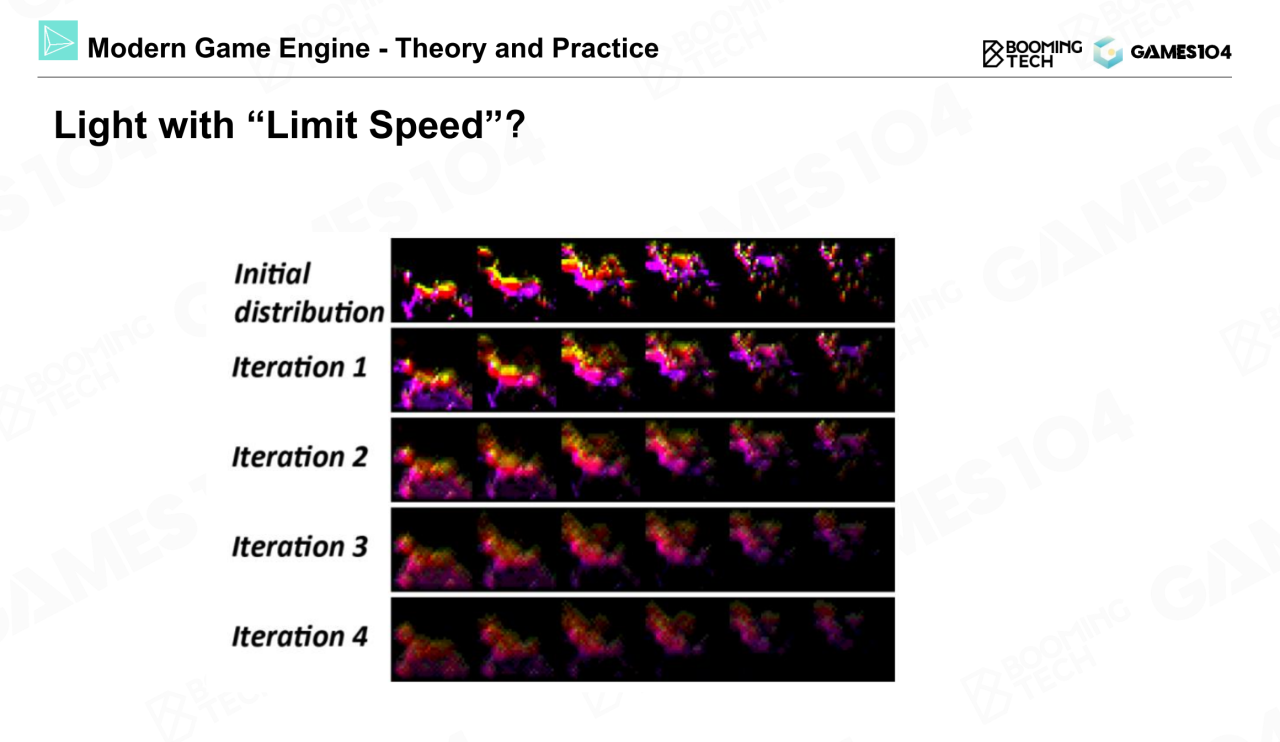 Modern Game Engine - Theory and Practice
BOOMING
TECH
GAMES104
Light with “Limit Speed”?
Initial
distribution
Iteration 1
Iteration 2
Iteration 3
Iteration 4